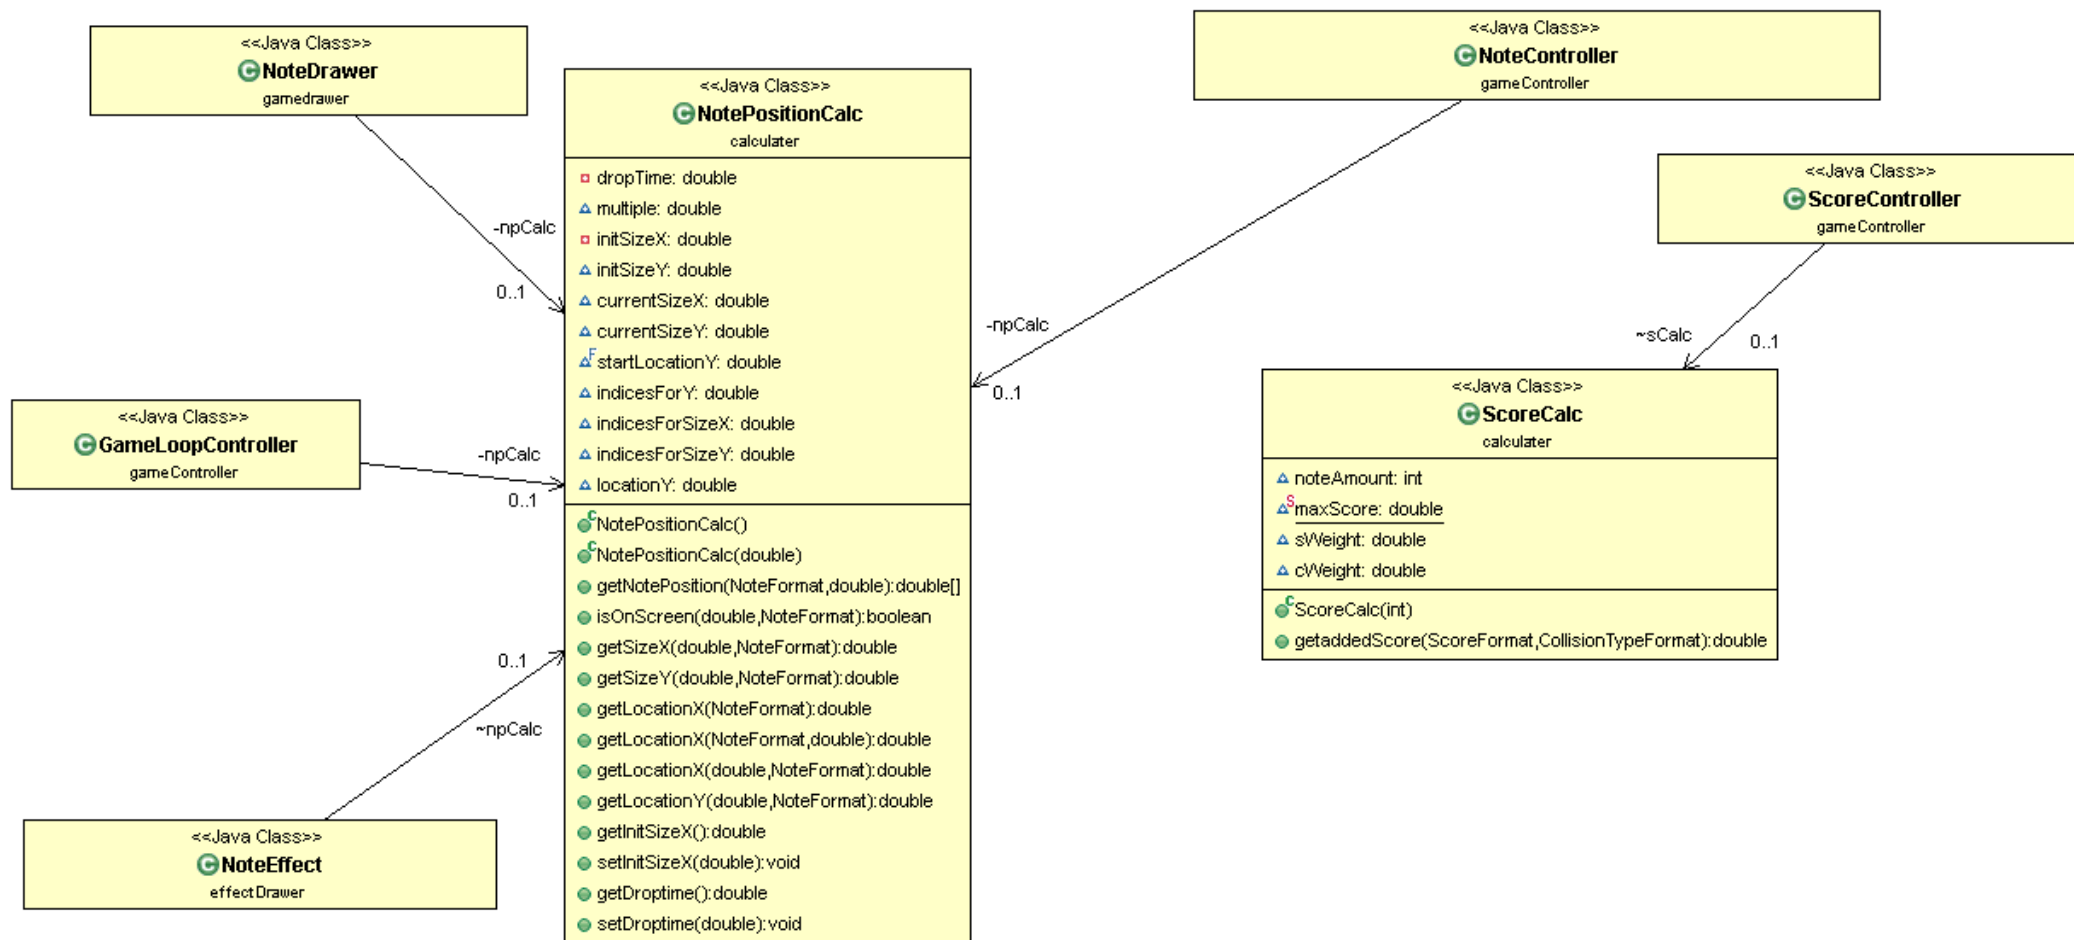 <<Java Class>>
NoteDrawer
gamedrawer
<<Java Class>>
NotePositionCalc
calculater
dropTime: double
multiple: double
initSizeX: double
initSizeY: double
currentSizeX: double
currentSizeY: double
F startLocationY: double
indicesForY: double
indicesForSizeX: double
indicesForSizeY: double
locationY: double
NotePositionCalc()
NotePositionCalc(double)
getNotePosition(NoteFormat,double):double[]
isOnScreen(double,NoteFormat):boolean
getSizeX(double,NoteFormat):double
getSizeY(double,NoteFormat):double
getLocationX(NoteFormat):double
getLocationX(NoteFormat,double):double
getLocationX(double,NoteFormat):double
getLocationY(double,NoteFormat):double
getInitSizeX():double
setInitSizeX(double):void
getDroptime():double
setDroptime(double):void
<<Java Class>>
NoteController
gameController
<<Java Class>>
ScoreController
gameController
-npCalc
0..1
-npCalc
0..1
~sCalc
0..1
<<Java Class>>
GameLoopController
gameController
-npCalc
0..1
<<Java Class>>
ScoreCalc
calculater
noteAmount: int
S maxScore: double
sWeight: double
cWeight: double
ScoreCalc(int)
getaddedScore(ScoreFormat,CollisionTypeFormat):double
0..1
~npCalc
<<Java Class>>
NoteEffect
effectDrawer